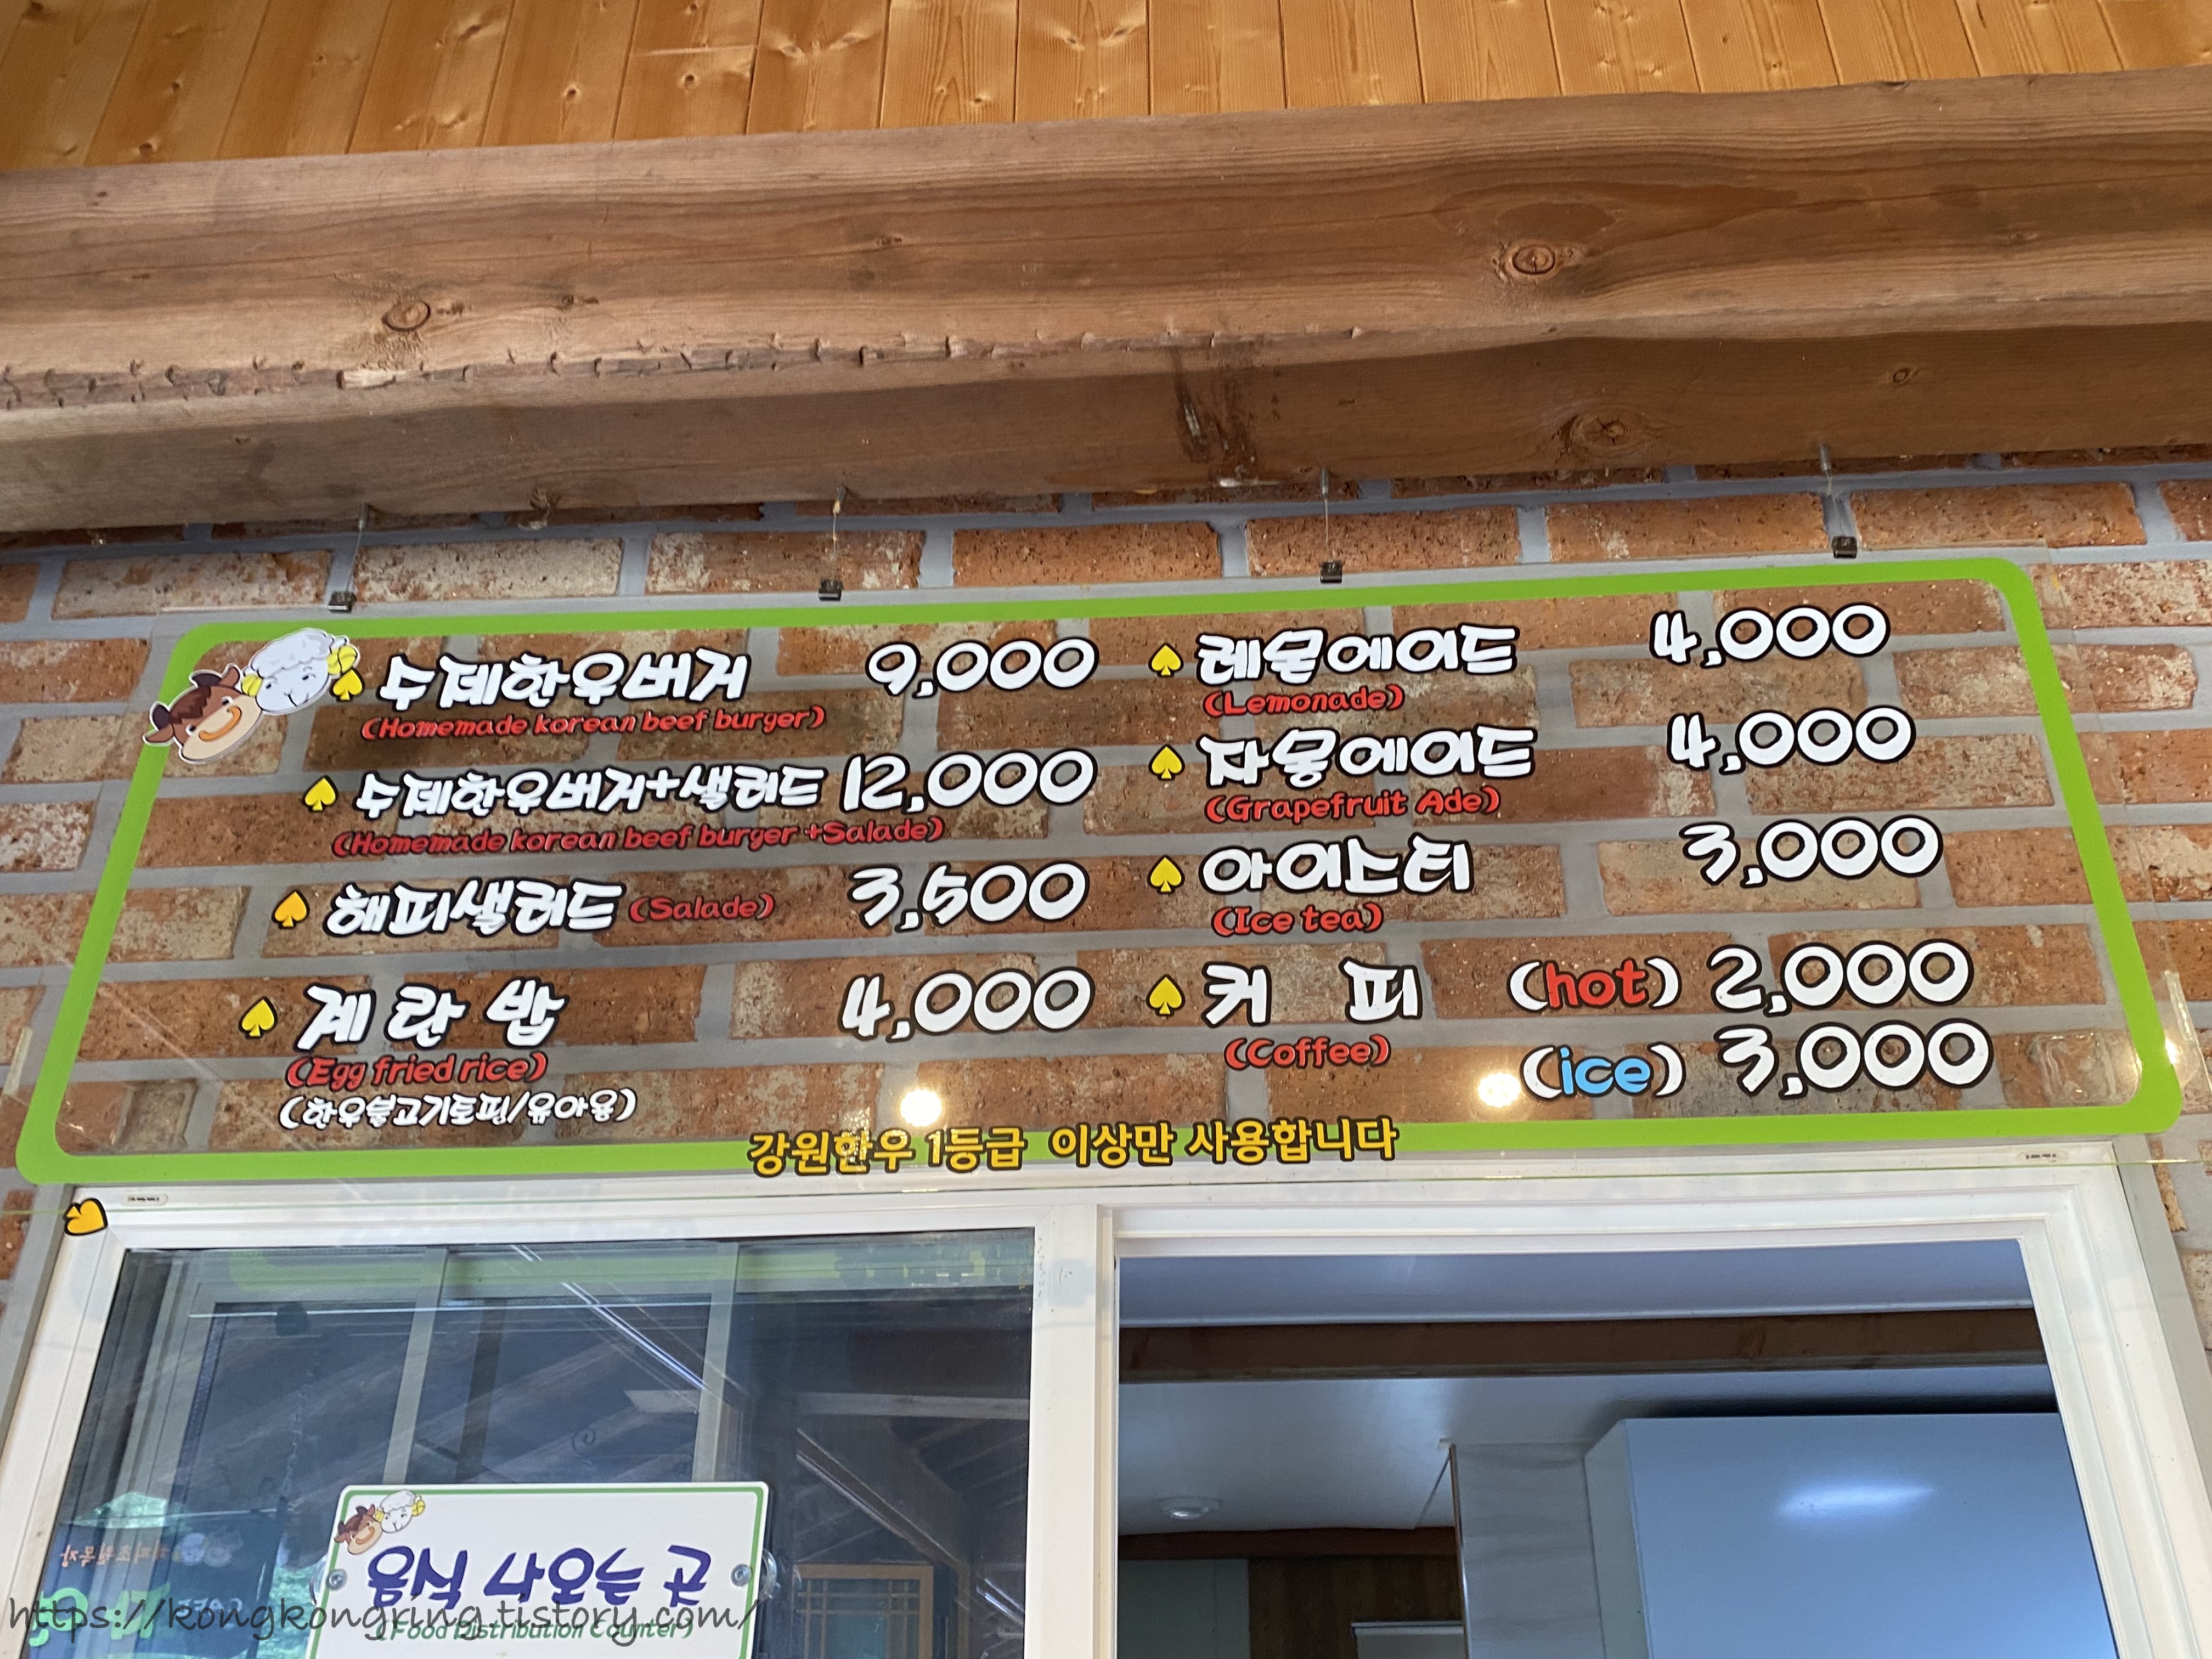 수제한우버거 9,000
(Homemade korean beef burger)
수제한우버거+샐러드 12,000
(Homemade korean beef burger +Salade)
해피샐러드 (Salade) 3,500
계란밥 4,000
(Egg fried rice)
(한우불고기토핑/유아용)
레몬에이드 4,000
(Lemonade)
자몽에이드 4,000
(Grapefruit Ade)
아이스티 3,000
(Ice tea)
커 피 (hot) 2,000
(Coffee) (ice) 3,000
강원한우 1등급 이상만 사용합니다
음식 나오는 곳
(Food Distribution Counter)
https://kongkongring.tistory.com/